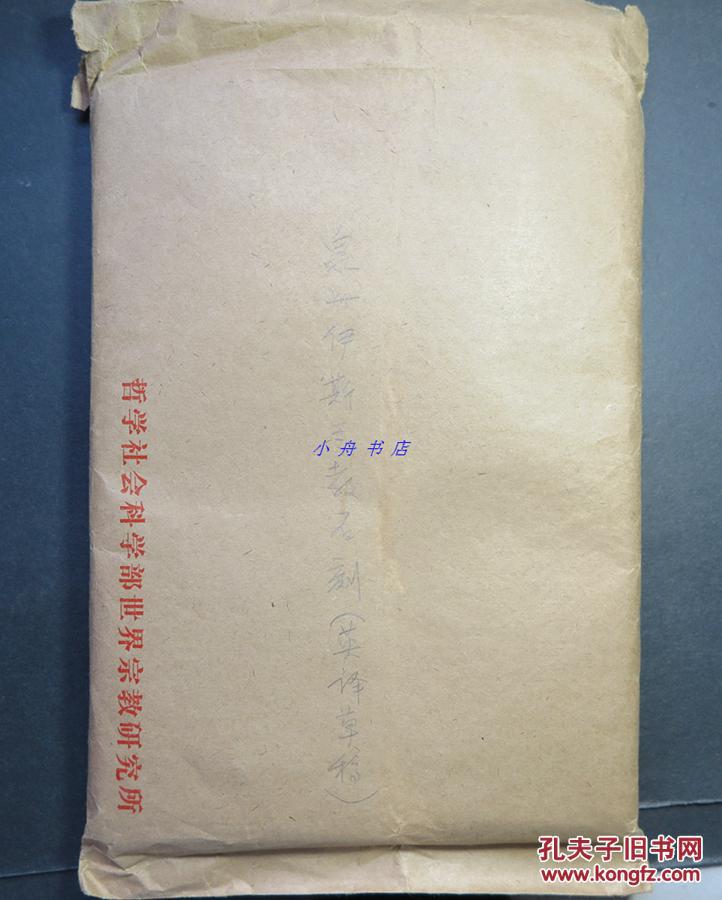 泉州伊斯兰教石刻(英译草稿)
小舟书店
哲学社会科学部世界宗教研究所
孔夫子旧书网
www.kongfz.com